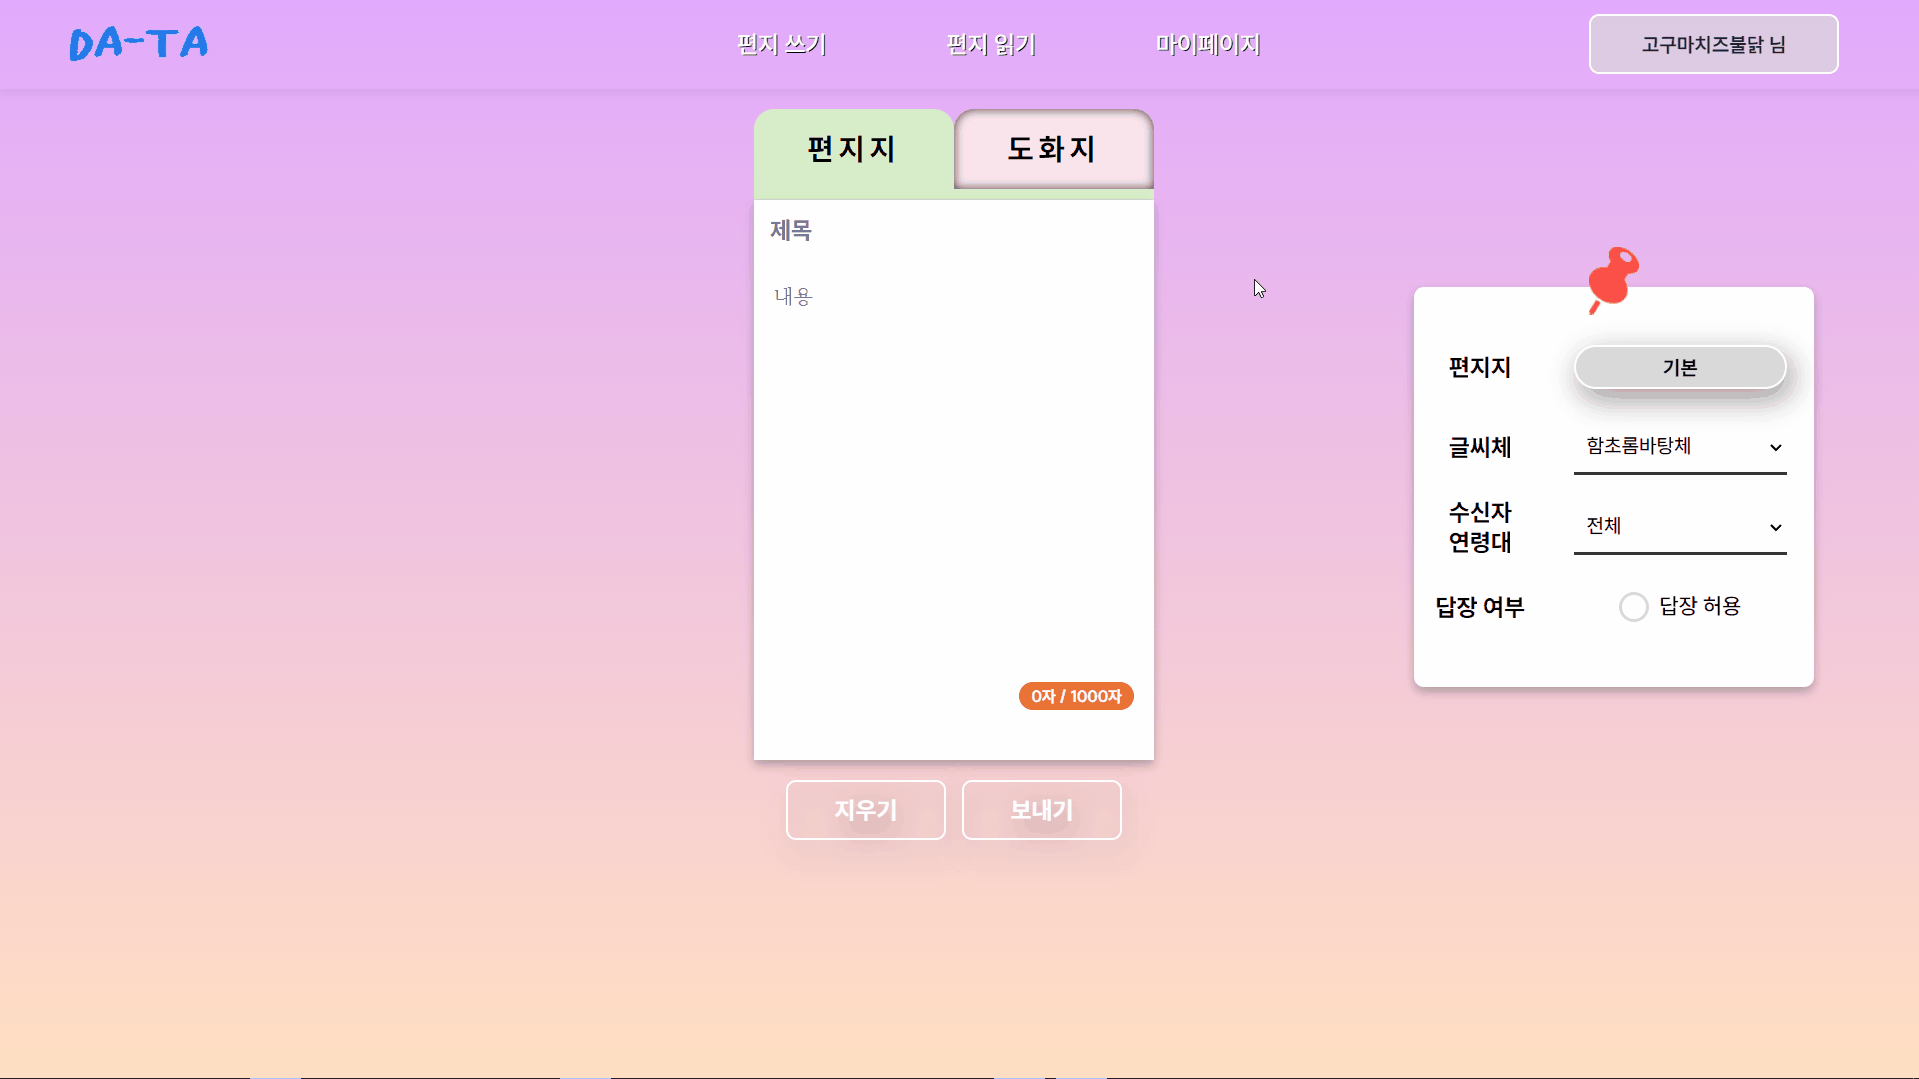 DA-TA
편지 쓰기
편지 읽기
마이페이지
고구마치즈불닭 님
편지지
도화지
제목
내용
0자 / 1000자
지우기
보내기
편지지
기본
글씨체
함초롬바탕체
수신자
연령대
전체
답장 여부
답장 허용